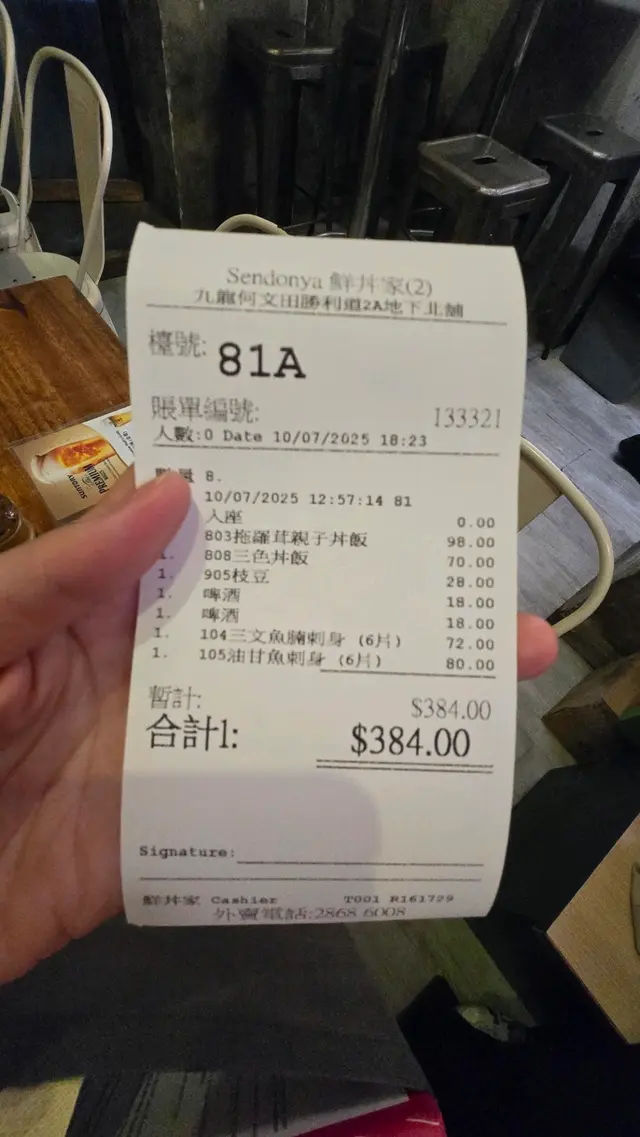 Sendonya 鮮丼家(2)
九龍何文田勝利道2A地下北舖
檯號: 81A
賬單編號: 133321
人數:0 Date 10/07/2025 18:23
8.
10/07/2025 12:57:14 81
入座 0.00
803拖羅茸親子丼飯 98.00
1. 808三色丼飯 70.00
1. 905枝豆 28.00
1. 啤酒 18.00
1. 啤酒 18.00
1. 104三文魚腩刺身 (6片) 72.00
1. 105油甘魚刺身 (6片) 80.00
暫計: $384.00
合計1: $384.00
Signature:
鮮丼家 Cashier T001 R161729
外賣電話:2868 6008
SUNTORY
PREMIUM